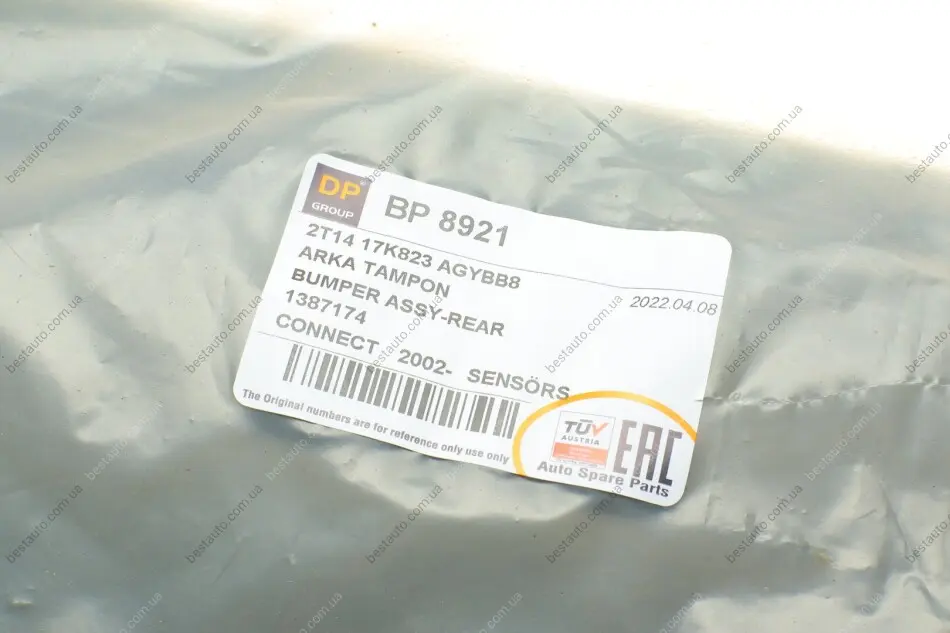 DP
GROUP
BP 8921
2T14 17K823 AGYBB8
ARKA TAMPON
BUMPER ASSY-REAR
2022.04.08
1387174
CONNECT 2002- SENSÖRS
The Original numbers are for reference only use only
TÜV
AUSTRIA
EAC
Auto Spare Parts
bestauto.com.ua